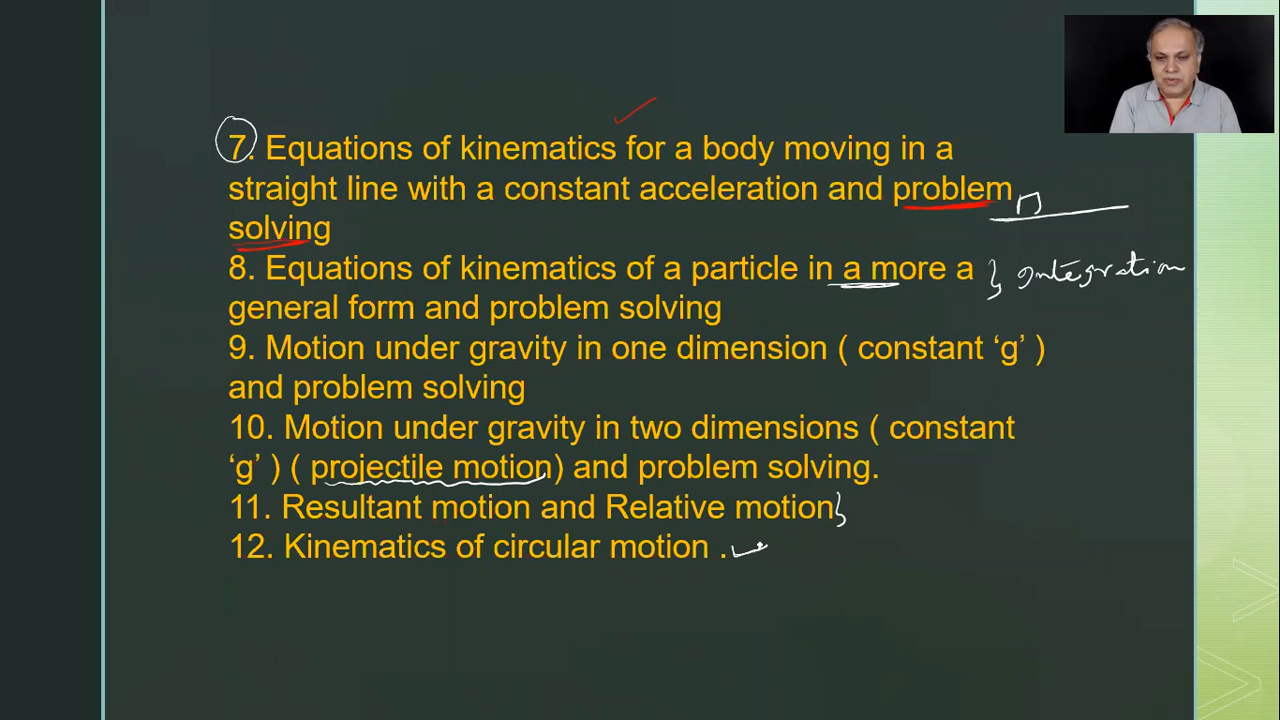 7. Equations of kinematics for a body moving in a
straight line with a constant acceleration and problem
solving
8. Equations of kinematics of a particle in a more a } Integration
general form and problem solving
9. Motion under gravity in one dimension ( constant ‘g’ )
and problem solving
10. Motion under gravity in two dimensions ( constant
‘g’ ) ( projectile motion) and problem solving.
11. Resultant motion and Relative motion }
12. Kinematics of circular motion .